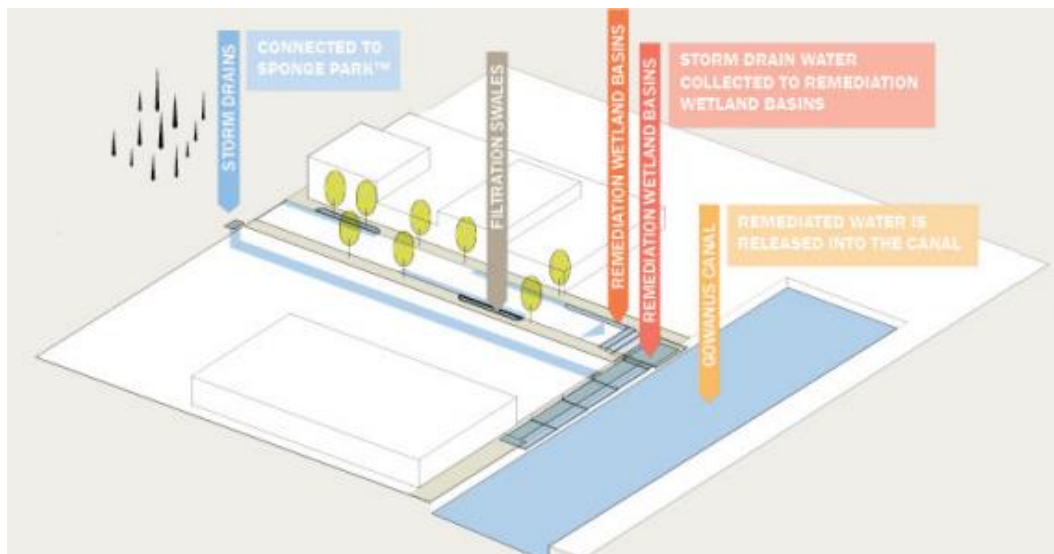 STORM DRAINS
CONNECTED TO
SPONGE PARK™
FILTRATION SWALES
REMEDIATION WETLAND BASINS
REMEDIATION WETLAND BASINS
STORM DRAIN WATER
COLLECTED TO REMEDIATION
WETLAND BASINS
GOWANUS CANAL
REMEDIATED WATER IS
RELEASED INTO THE CANAL